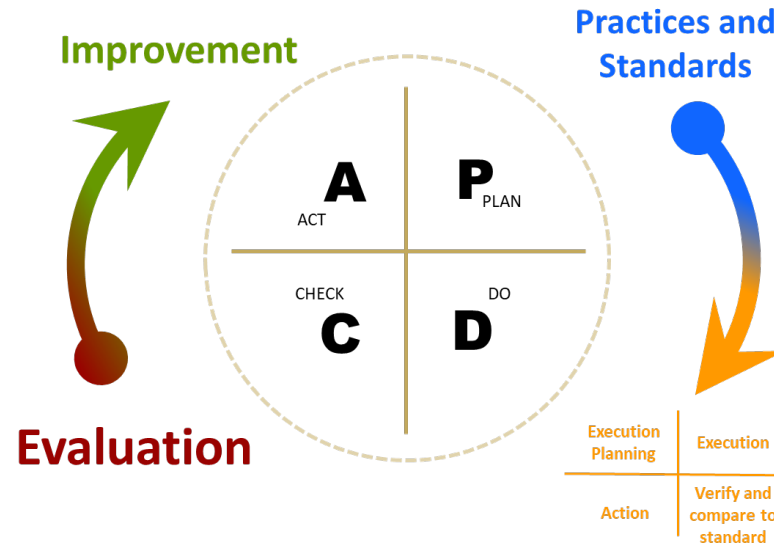 Improvement
Practices and
Standards
A
ACT
P
PLAN
CHECK
C
DO
D
Evaluation
Execution
Planning
Execution
Action
Verify and
compare to
standard